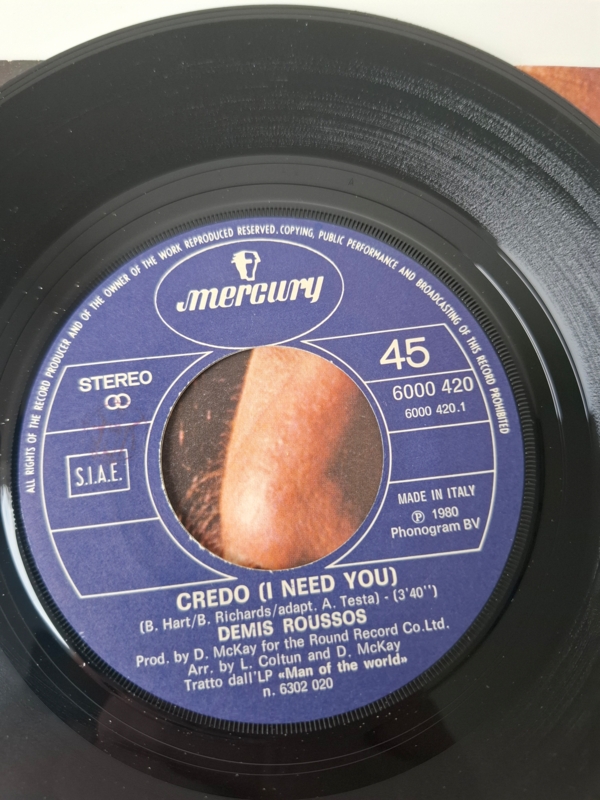 ALL RIGHTS OF THE RECORD PRODUCER AND OF THE OWNER OF THE WORK REPRODUCED RESERVED. COPYING, PUBLIC PERFORMANCE AND BROADCASTING OF THIS RECORD PROHIBITED
mercury
STEREO
45
6000 420
6000 420.1
S.I.A.E.
MADE IN ITALY
Ⓟ 1980
Phonogram BV
CREDO (I NEED YOU)
(B. Hart/B. Richards/adapt. A. Testa) - (3'40'')
DEMIS ROUSSOS
Prod. by D. McKay for the Round Record Co.Ltd.
Arr. by L. Coltun and D. McKay
Tratto dall'LP «Man of the world»
n. 6302 020